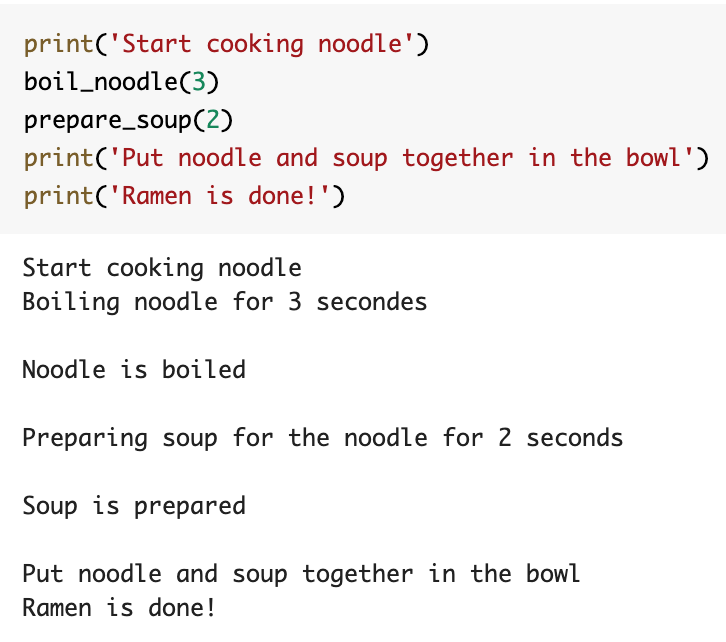 print('Start cooking noodle')
boil_noodle(3)
prepare_soup(2)
print('Put noodle and soup together in the bowl')
print('Ramen is done!')
Start cooking noodle
Boiling noodle for 3 secondes
Noodle is boiled
Preparing soup for the noodle for 2 seconds
Soup is prepared
Put noodle and soup together in the bowl
Ramen is done!